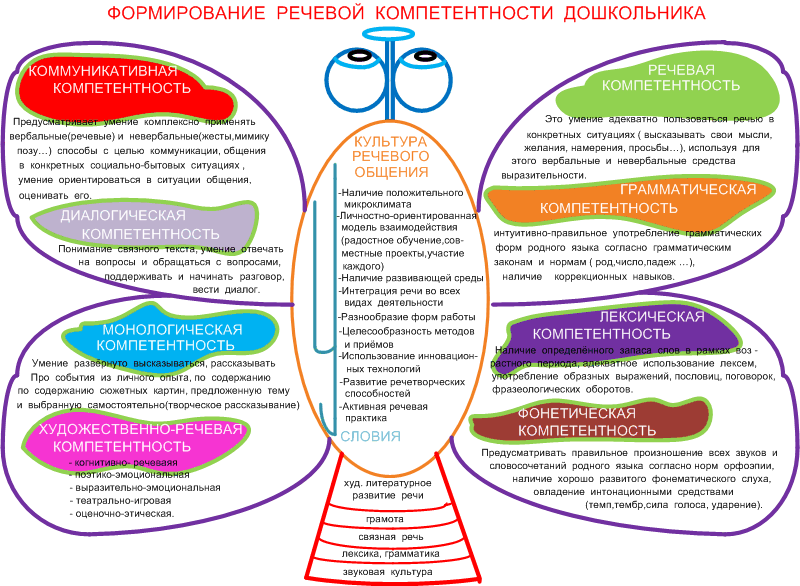 ФОРМИРОВАНИЕ РЕЧЕВОЙ КОМПЕТЕНТНОСТИ ДОШКОЛЬНИКА
КОММУНИКАТИВНАЯ
КОМПЕТЕНТНОСТЬ
Предусматривает умение комплексно применять
вербальные(речевые) и невербальные(жесты,мимику
позу…) способы с целью коммуникации, общения
в конкретных социально-бытовых ситуациях ,
умение ориентироваться в ситуации общения,
оценивать его.
ДИАЛОГИЧЕСКАЯ
КОМПЕТЕНТНОСТЬ
Понимание связного текста, умение отвечать
на вопросы и обращаться с вопросами,
поддерживать и начинать разговор,
вести диалог.
МОНОЛОГИЧЕСКАЯ
КОМПЕТЕНТНОСТЬ
Умение развёрнуто высказываться, рассказывать
Про события из личного опыта, по содержанию
по содержанию сюжетных картин, предложенную тему
и выбранную самостоятельно(творческое рассказывание)
ХУДОЖЕСТВЕННО-РЕЧЕВАЯ
КОМПЕТЕНТНОСТЬ
- когнитивно- речеваяя
- поэтико-эмоциональная
- выразительно-эмоциональная
- театрально-игровая
- оценочно-этическая.
КУЛЬТУРА
РЕЧЕВОГО
ОБЩЕНИЯ
-Наличие положительного
микроклимата
-Личностно-ориентированная
модель взаимодействия
(радостное обучение,сов-
местные проекты,участие
каждого)
-Наличие развивающей среды
-Интеграция речи во всех
видах деятельности
-Разнообразие форм работы
-Целесообразность методов
и приёмов
-Использование инновацион-
ных технологий
-Развитие речетворческих
способностей
-Активная речевая
практика
СЛОВИЯ
худ. литературное
развитие речи
грамота
связная речь
лексика, грамматика
звуковая культура
РЕЧЕВАЯ
КОМПЕТЕНТНОСТЬ
Это умение адекватно пользоваться речью в
конкретных ситуациях ( высказывать свои мысли,
желания, намерения, просьбы…), используя для
этого вербальные и невербальные средства
выразительности.
ГРАММАТИЧЕСКАЯ
КОМПЕТЕНТНОСТЬ
интуитивно-правильное употребление грамматических
форм родного языка согласно грамматическим
законам и нормам ( род,число,падеж …),
наличие коррекционных навыков.
ЛЕКСИЧЕСКАЯ
КОМПЕТЕНТНОСТЬ
Наличие определённого запаса слов в рамках воз -
растного периода, адекватное использование лексем,
употребление образных выражений, пословиц, поговорок,
фразеологических оборотов.
ФОНЕТИЧЕСКАЯ
КОМПЕТЕНТНОСТЬ
Предусматривать правильное произношение всех звуков и
словосочетаний родного языка согласно норм орфоэпии,
наличие хорошо развитого фонематического слуха,
овладение интонационными средствами
(темп,тембр,сила голоса, ударение).